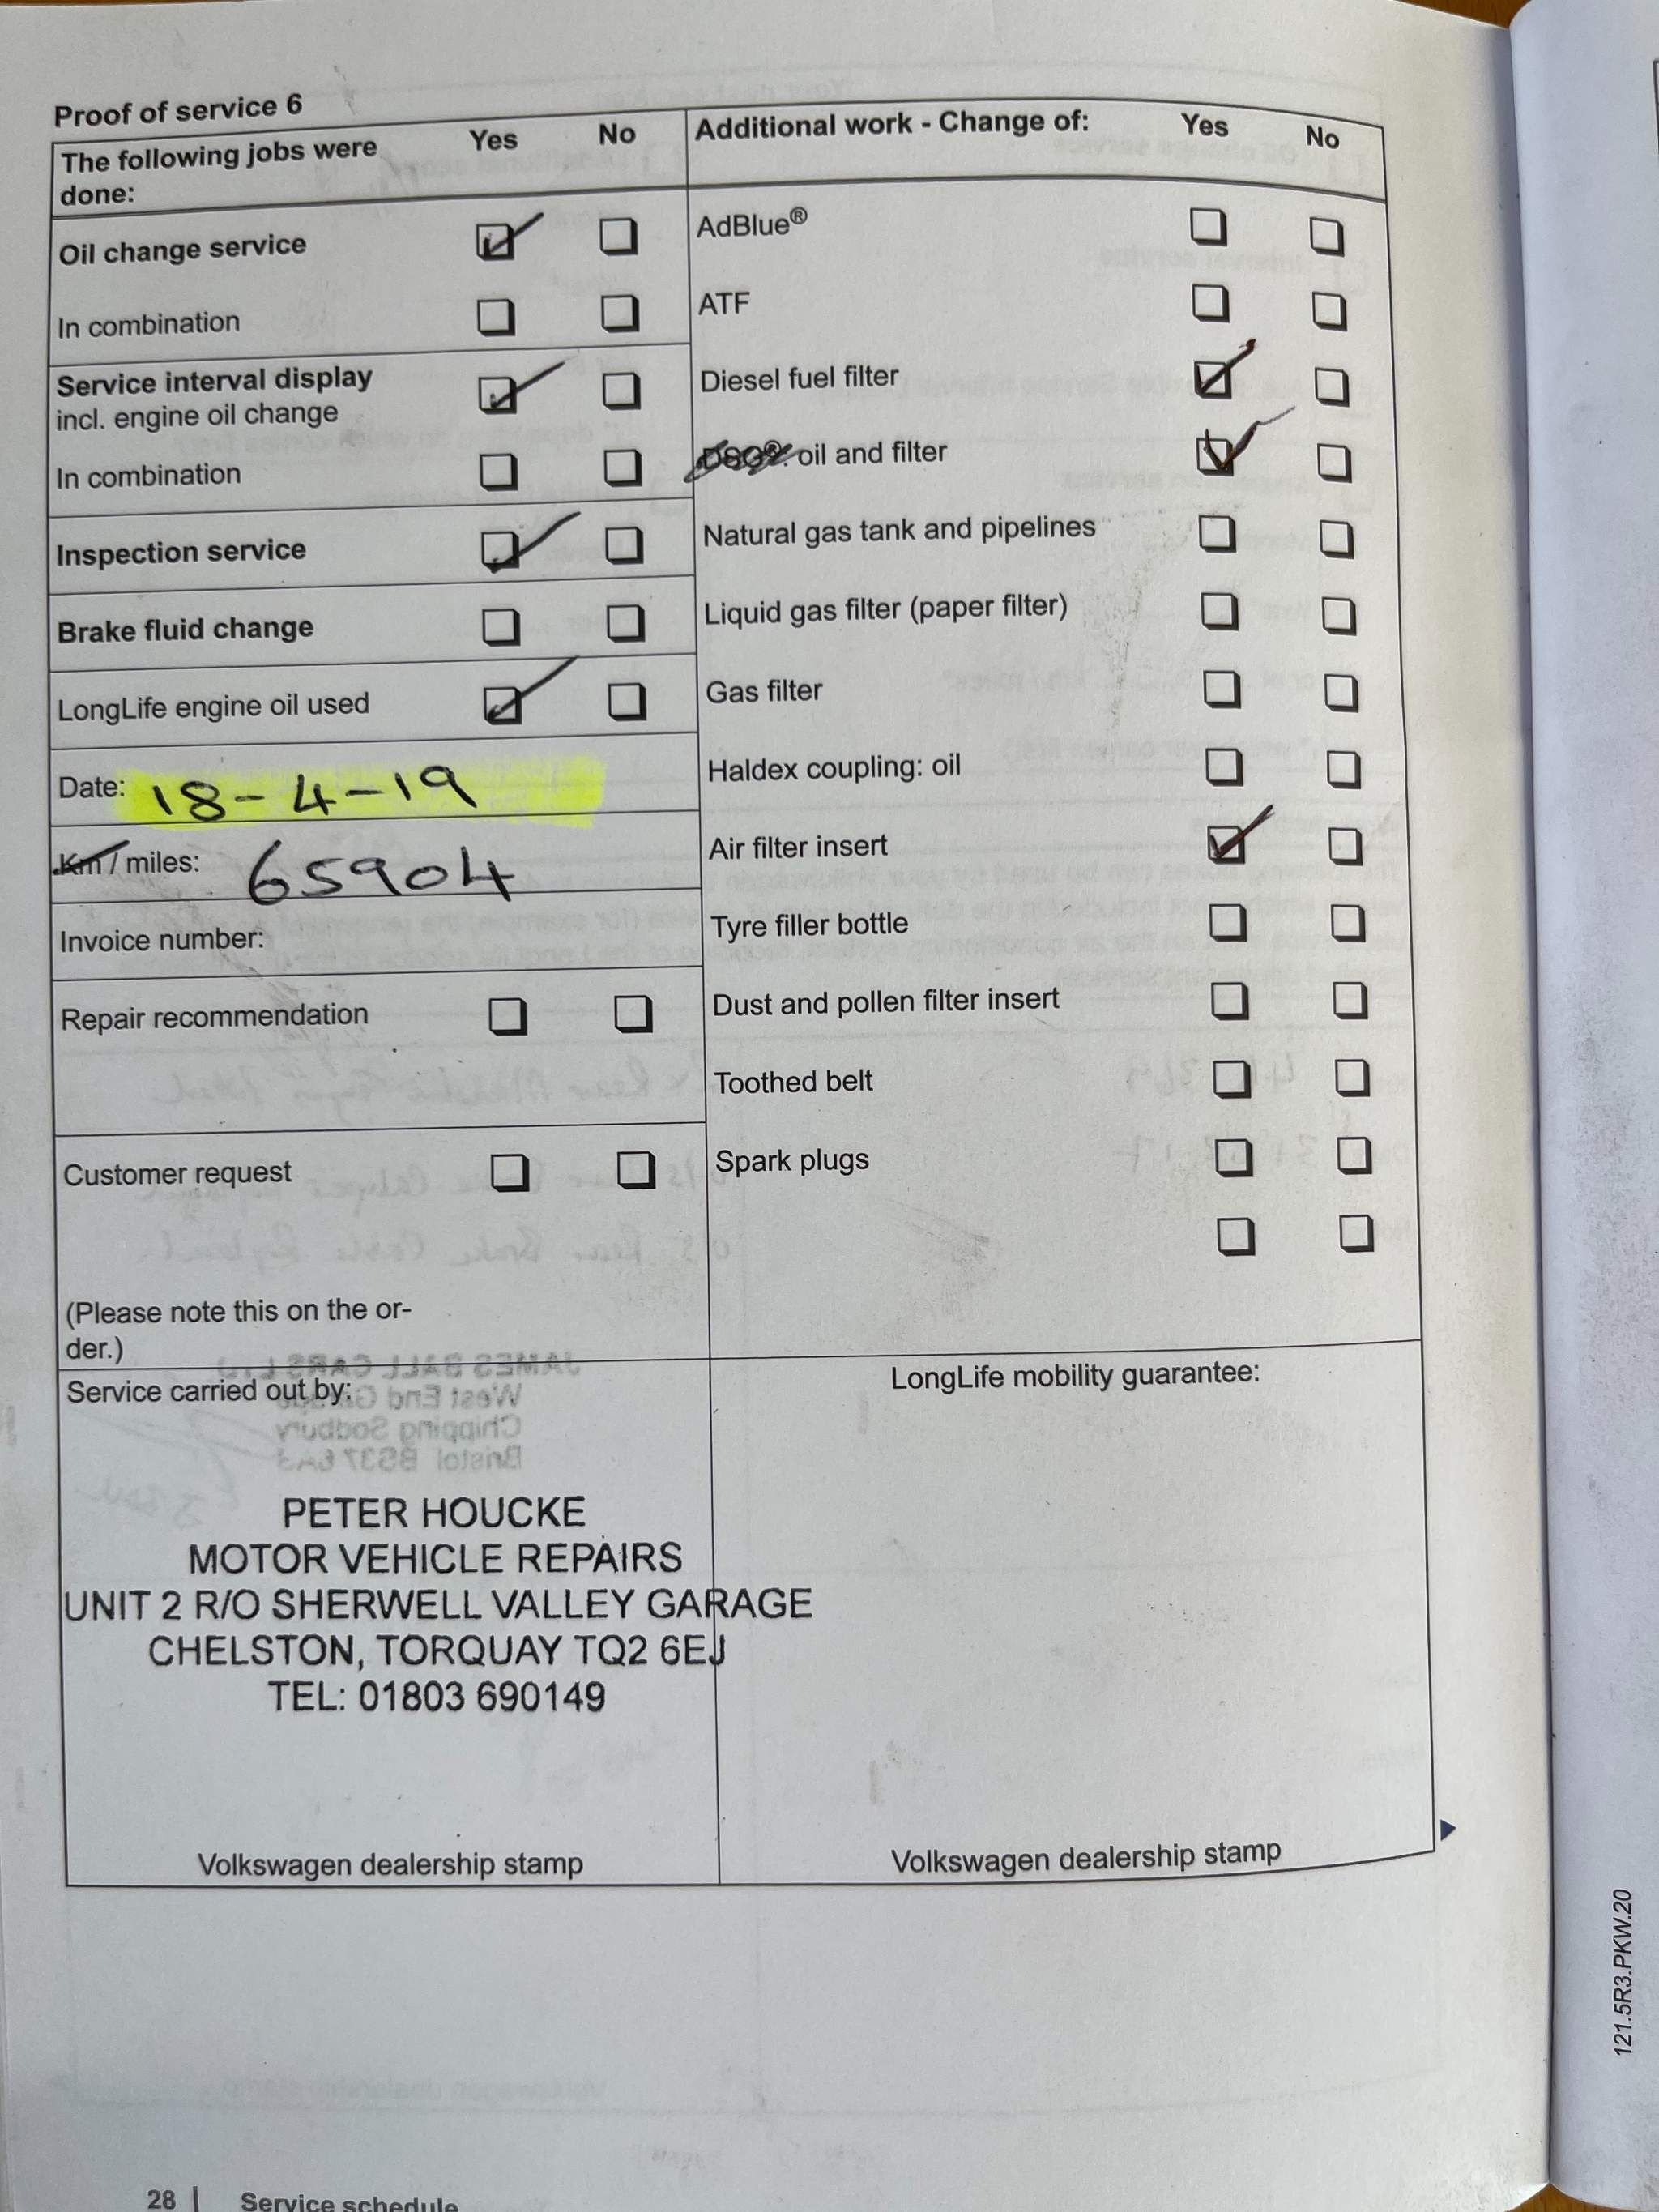 Proof of service 6
The following jobs were done:
Yes No
Oil change service
In combination
Service interval display
incl. engine oil change
In combination
Inspection service
Brake fluid change
LongLife engine oil used
Date: 18-4-19
Km / miles: 65904
Invoice number:
Repair recommendation
Customer request
(Please note this on the or-
der.)
Additional work - Change of:
Yes No
AdBlue®
ATF
Diesel fuel filter
DSG®: oil and filter
Natural gas tank and pipelines
Liquid gas filter (paper filter)
Gas filter
Haldex coupling: oil
Air filter insert
Tyre filler bottle
Dust and pollen filter insert
Toothed belt
Spark plugs
Service carried out by:
PETER HOUCKE
MOTOR VEHICLE REPAIRS
UNIT 2 R/O SHERWELL VALLEY GARAGE
CHELSTON, TORQUAY TQ2 6EJ
TEL: 01803 690149
Volkswagen dealership stamp
LongLife mobility guarantee:
Volkswagen dealership stamp
121.5R3.PKW.20
28 | Service schedule